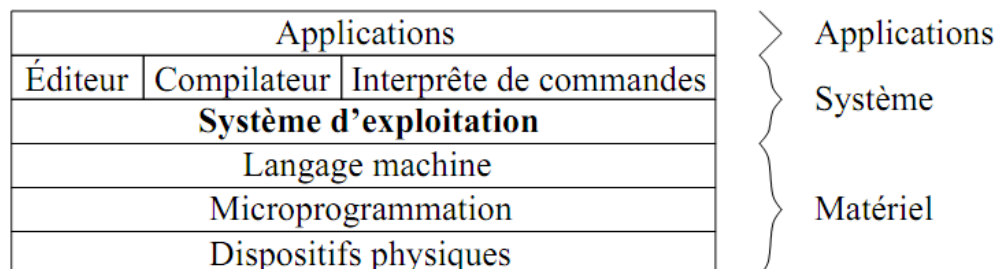 Applications
Éditeur Compilateur Interprête de commandes
Système d'exploitation
Langage machine
Microprogrammation
Dispositifs physiques
Applications
Système
Matériel